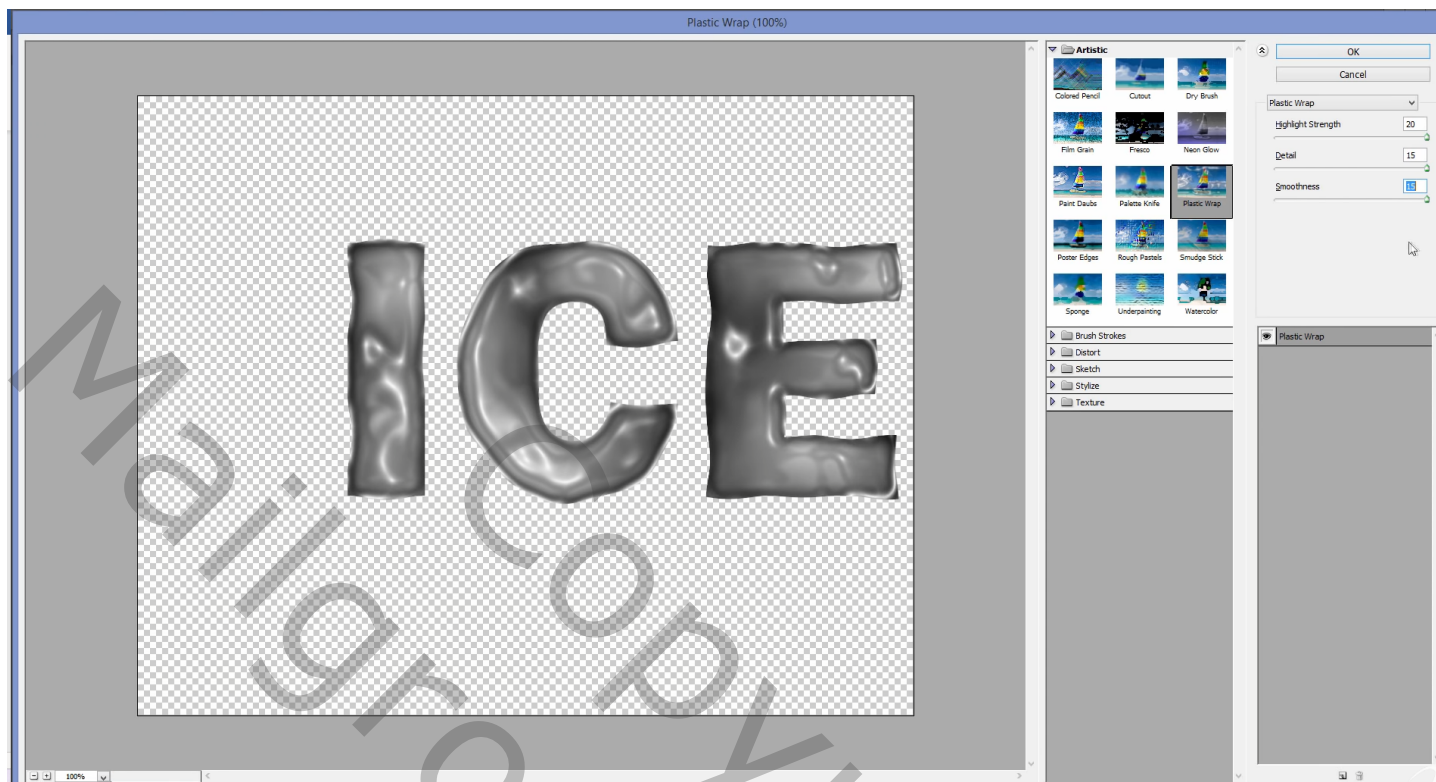 Plastic Wrap (100%)
ICE
Artistic
Colored Pencil
Cutout
Dry Brush
Film Grain
Fresco
Neon Glow
Paint Daubs
Palette Knife
Plastic Wrap
Poster Edges
Rough Pastels
Smudge Stick
Sponge
Underpainting
Watercolor
Brush Strokes
Distort
Sketch
Stylize
Texture
OK
Cancel
Plastic Wrap
Highlight Strength 20
Detail 15
Smoothness 15
Plastic Wrap
100%